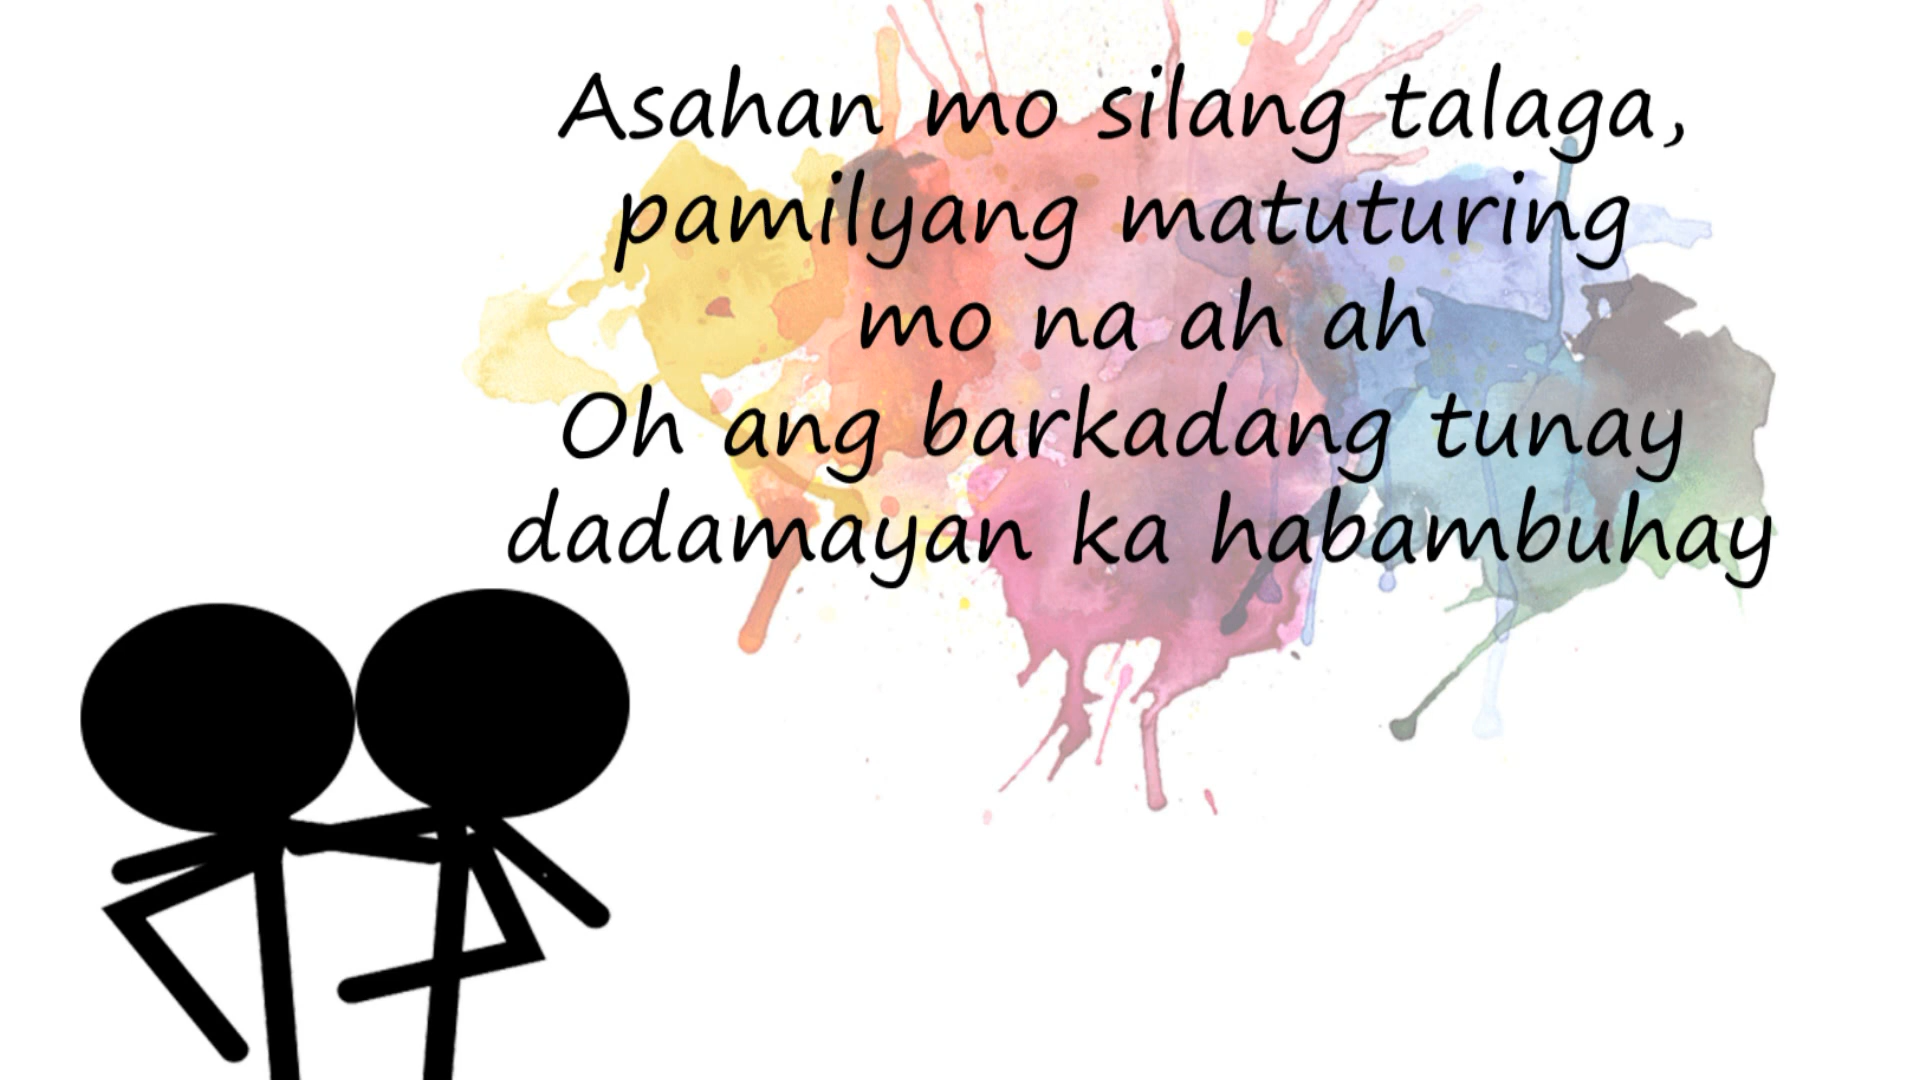 Asahan mo silang talaga,
pamilyang matuturing
mo na ah ah
Oh ang barkadang tunay
dadamayan ka habambuhay